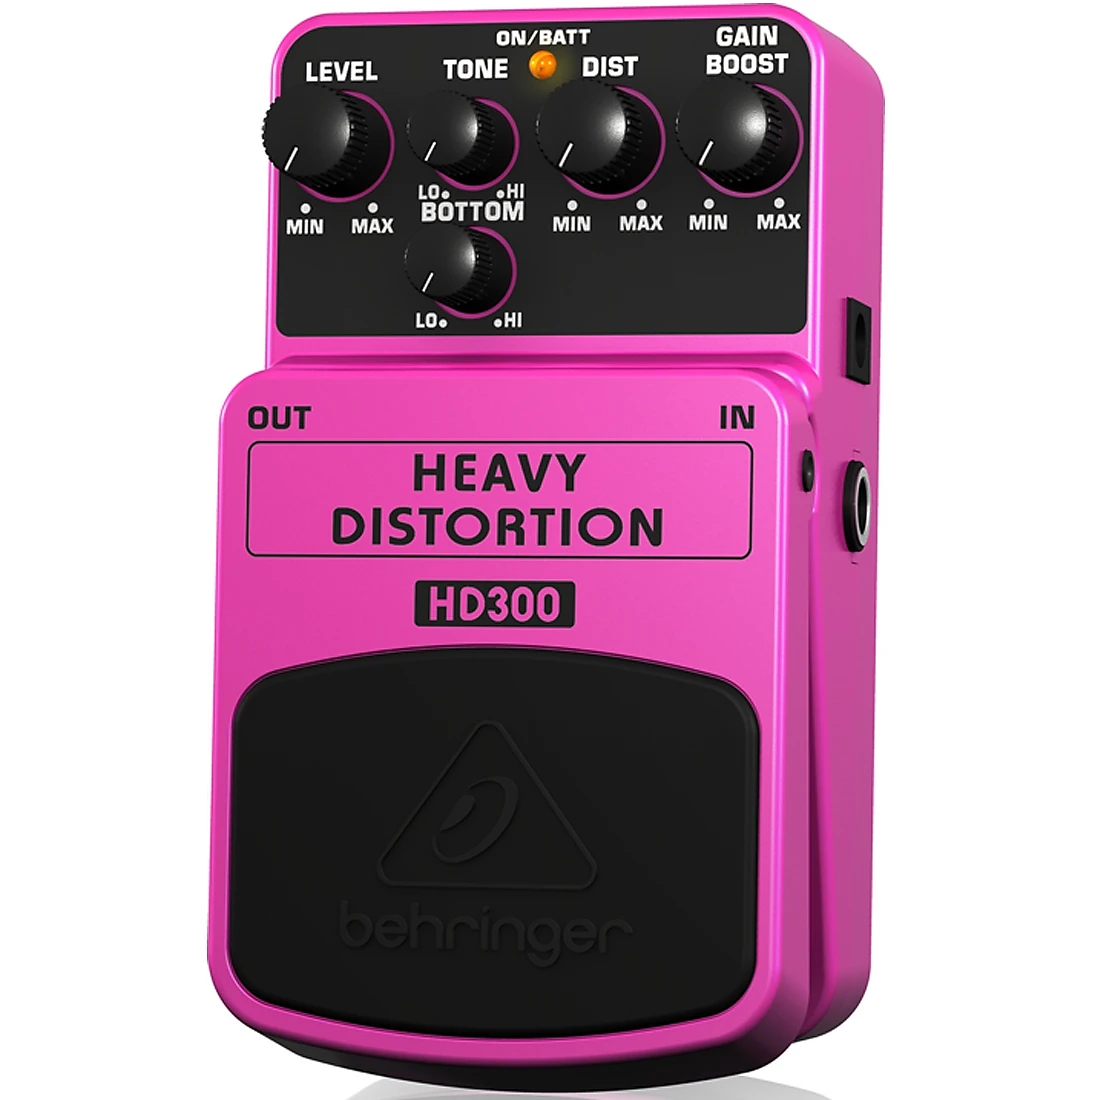 ON/BATT
LEVEL
TONE
DIST
GAIN
BOOST
LO
HI
MIN
MAX
BOTTOM
MIN
MAX
MIN
MAX
LO
HI
OUT
IN
HEAVY
DISTORTION
HD300
behringer